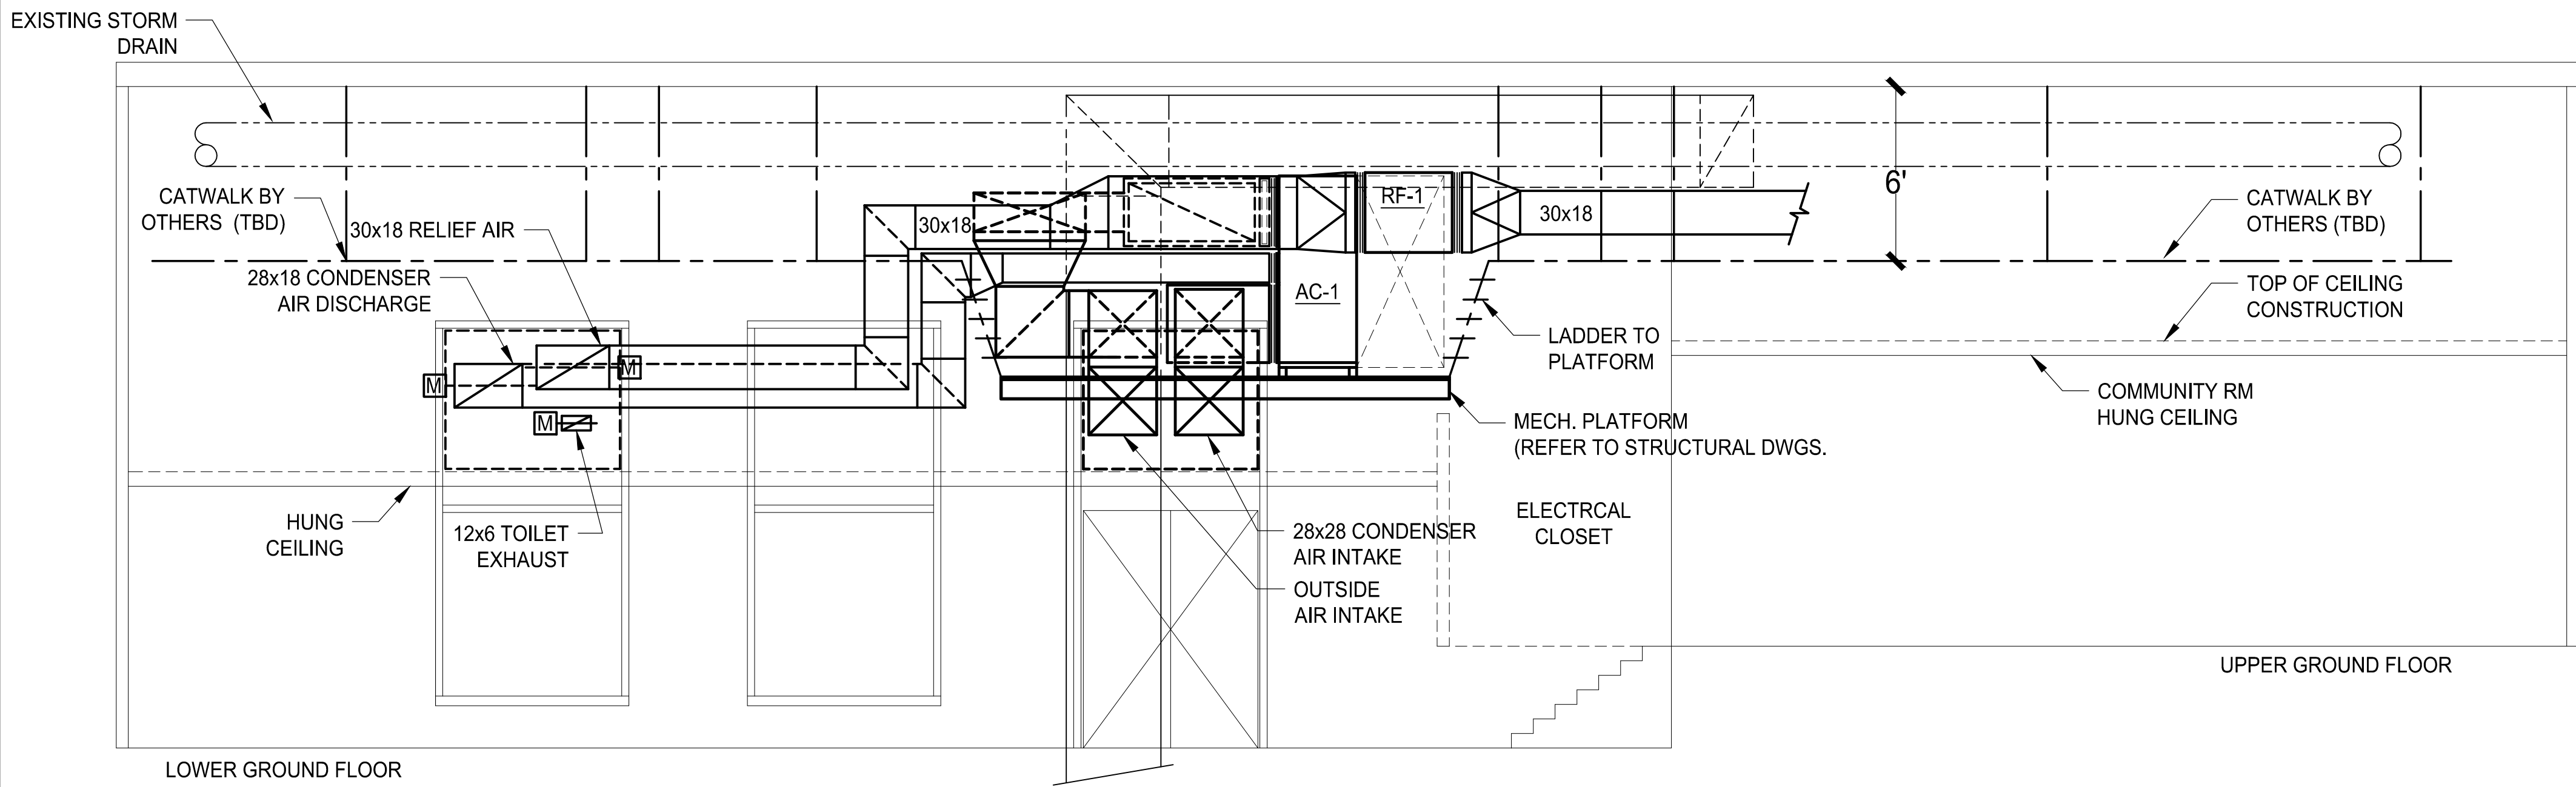 EXISTING STORM
DRAIN
CATWALK BY
OTHERS (TBD)
30x18 RELIEF AIR
28x18 CONDENSER
AIR DISCHARGE
30x18
RF-1
30x18
6'
CATWALK BY
OTHERS (TBD)
AC-1
TOP OF CEILING
CONSTRUCTION
LADDER TO
PLATFORM
M
M
M
COMMUNITY RM
HUNG CEILING
MECH. PLATFORM
(REFER TO STRUCTURAL DWGS.
HUNG
CEILING
12x6 TOILET
EXHAUST
28x28 CONDENSER
AIR INTAKE
OUTSIDE
AIR INTAKE
ELECTRCAL
CLOSET
UPPER GROUND FLOOR
LOWER GROUND FLOOR